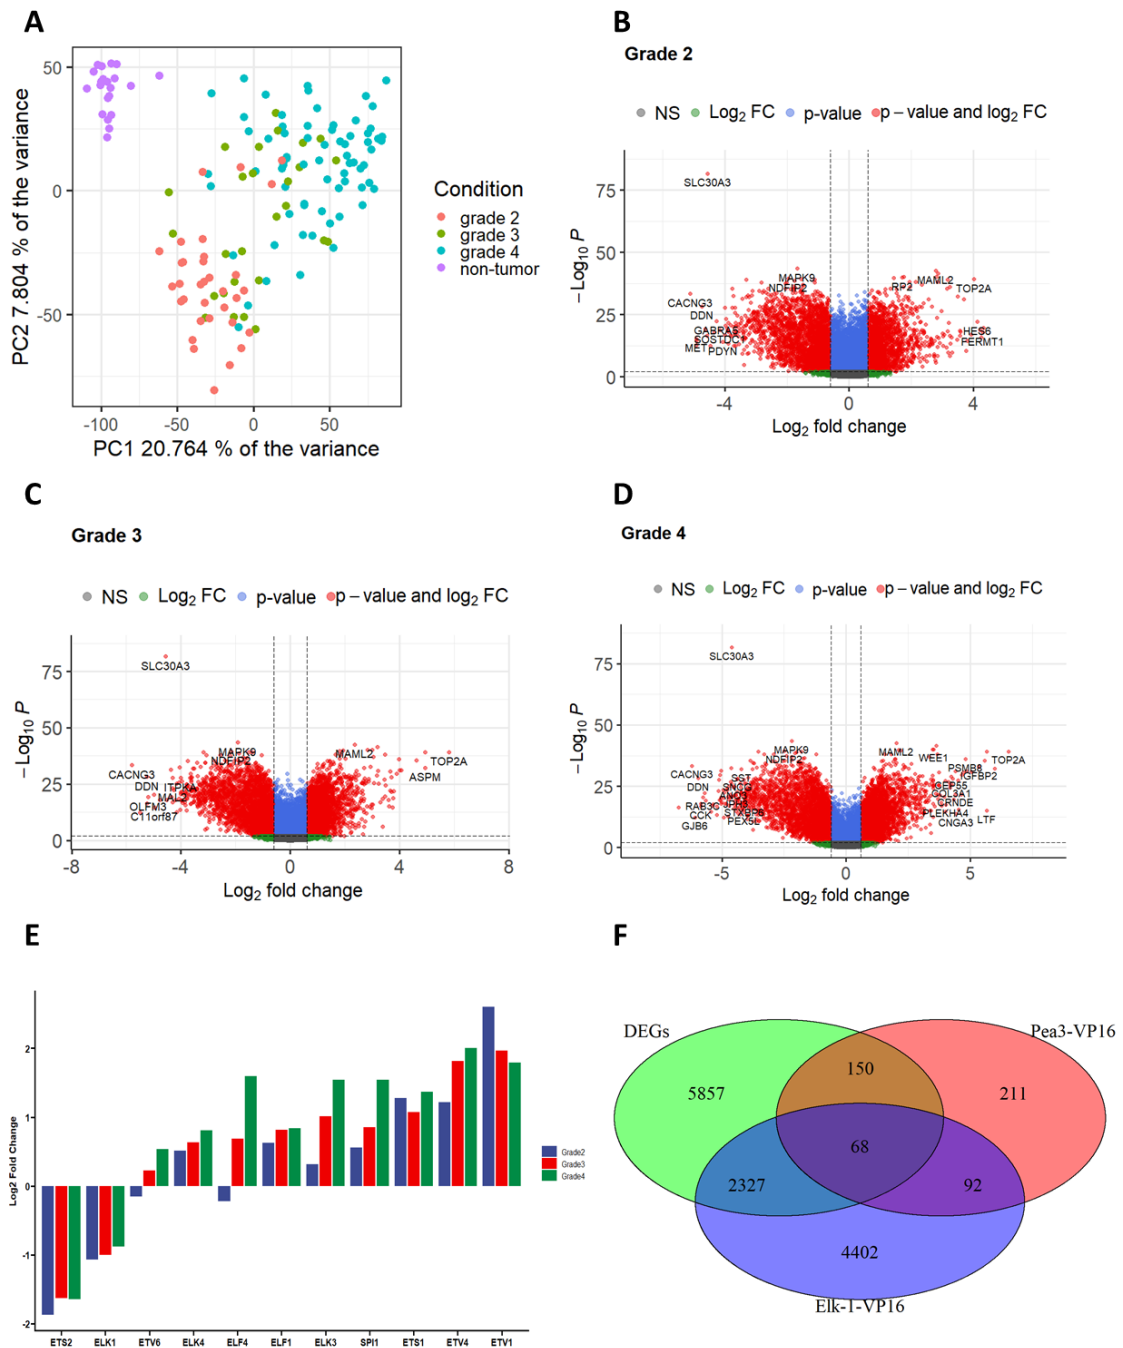 A
50
0
-50
-100
-50
0
50
PC2 7.804 % of the variance
PC1 20.764 % of the variance
Condition
grade 2
grade 3
grade 4
non-tumor
B
Grade 2
NS
Log2 FC
p-value
p – value and log2 FC
75
50
25
0
-4
0
4
– Log10 P
Log2 fold change
SLC30A3
MAPK9
NDFIP2
CACNG3
DDN
GABRA5
SOSTDC1
MET
PDYN
MAML2
RP2
TOP2A
HES6
FERMT1
C
Grade 3
NS
Log2 FC
p-value
p – value and log2 FC
75
50
25
0
-8
-4
0
4
8
– Log10 P
Log2 fold change
SLC30A3
MAPK9
NDFIP2
CACNG3
DDN
ITPKA
MAL2
OLFM3
C11orf87
MAML2
TOP2A
ASPM
D
Grade 4
NS
Log2 FC
p-value
p – value and log2 FC
75
50
25
0
-5
0
5
– Log10 P
Log2 fold change
SLC30A3
MAPK9
NDFIP2
CACNG3
SST
DDN
SNCG
RAB3C
CCK
STXBP6
PEX5L
GJB6
MAML2
WEE1
TOP2A
PSMB8
IGFBP2
CEP55
COL3A1
CRNDE
PLEKHA4
CNGA3
LTF
E
2
1
0
-1
-2
Log2 Fold Change
ETS2
ELK1
ETV6
ELK4
ELF4
ELF1
ELK3
SPI1
ETS1
ETV4
ETV1
Grade2
Grade3
Grade4
F
DEGs
Pea3-VP16
5857
150
211
68
2327
92
4402
Elk-1-VP16